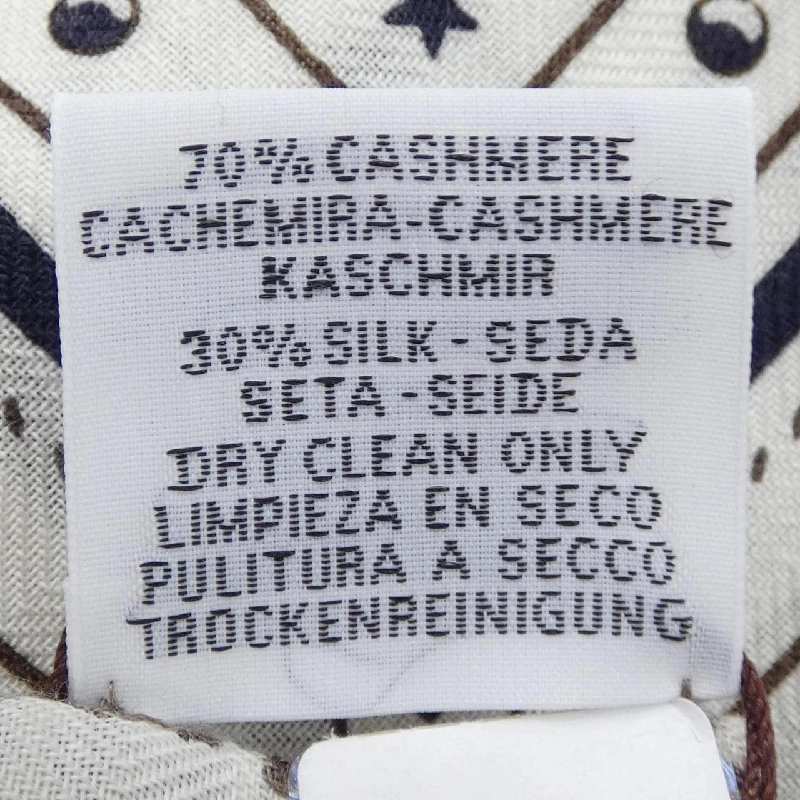 70% CASHMERE
CACHEMIRA-CASHMERE
KASCHMIR
30% SILK - SEDA
SETA - SEIDE
DRY CLEAN ONLY
LIMPIEZA EN SECO
PULITURA A SECCO
TROCKENREINIGUNG